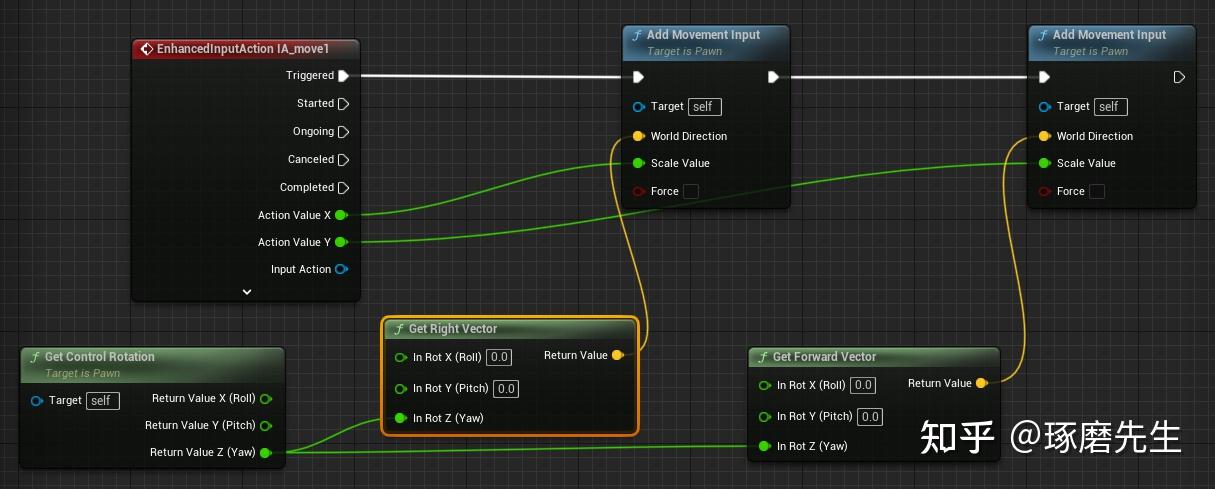 EnhancedInputAction IA_move1
Triggered
Started
Ongoing
Canceled
Completed
Action Value X
Action Value Y
Input Action
Add Movement Input
Target is Pawn
Target self
World Direction
Scale Value
Force
Add Movement Input
Target is Pawn
Target self
World Direction
Scale Value
Force
Get Control Rotation
Target is Pawn
Target self
Return Value X (Roll)
Return Value Y (Pitch)
Return Value Z (Yaw)
Get Right Vector
In Rot X (Roll) 0.0 Return Value
In Rot Y (Pitch) 0.0
In Rot Z (Yaw)
Get Forward Vector
In Rot X (Roll) 0.0 Return Value
In Rot Y (Pitch) 0.0
In Rot Z (Yaw)
知乎 @琢磨先生